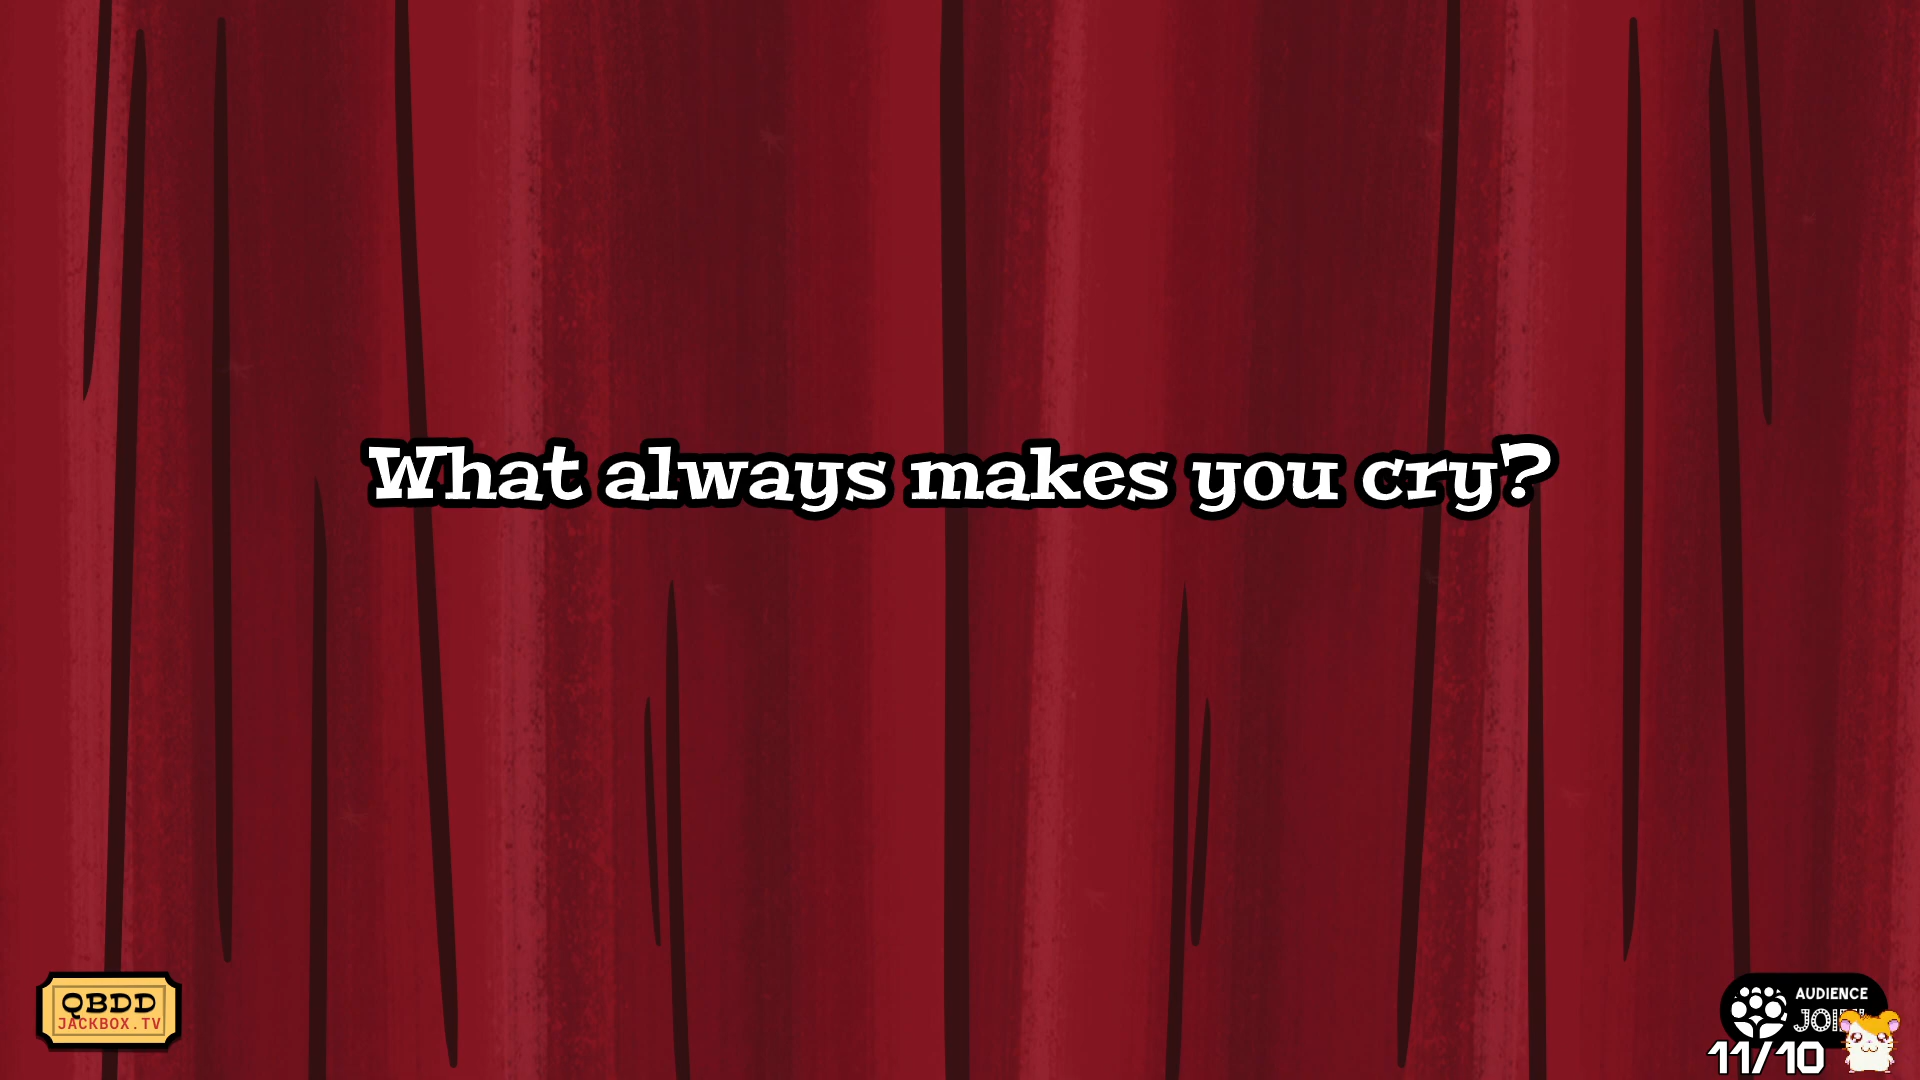 What always makes you cry?
QBDD
JACKBOX.TV
AUDIENCE
11/10